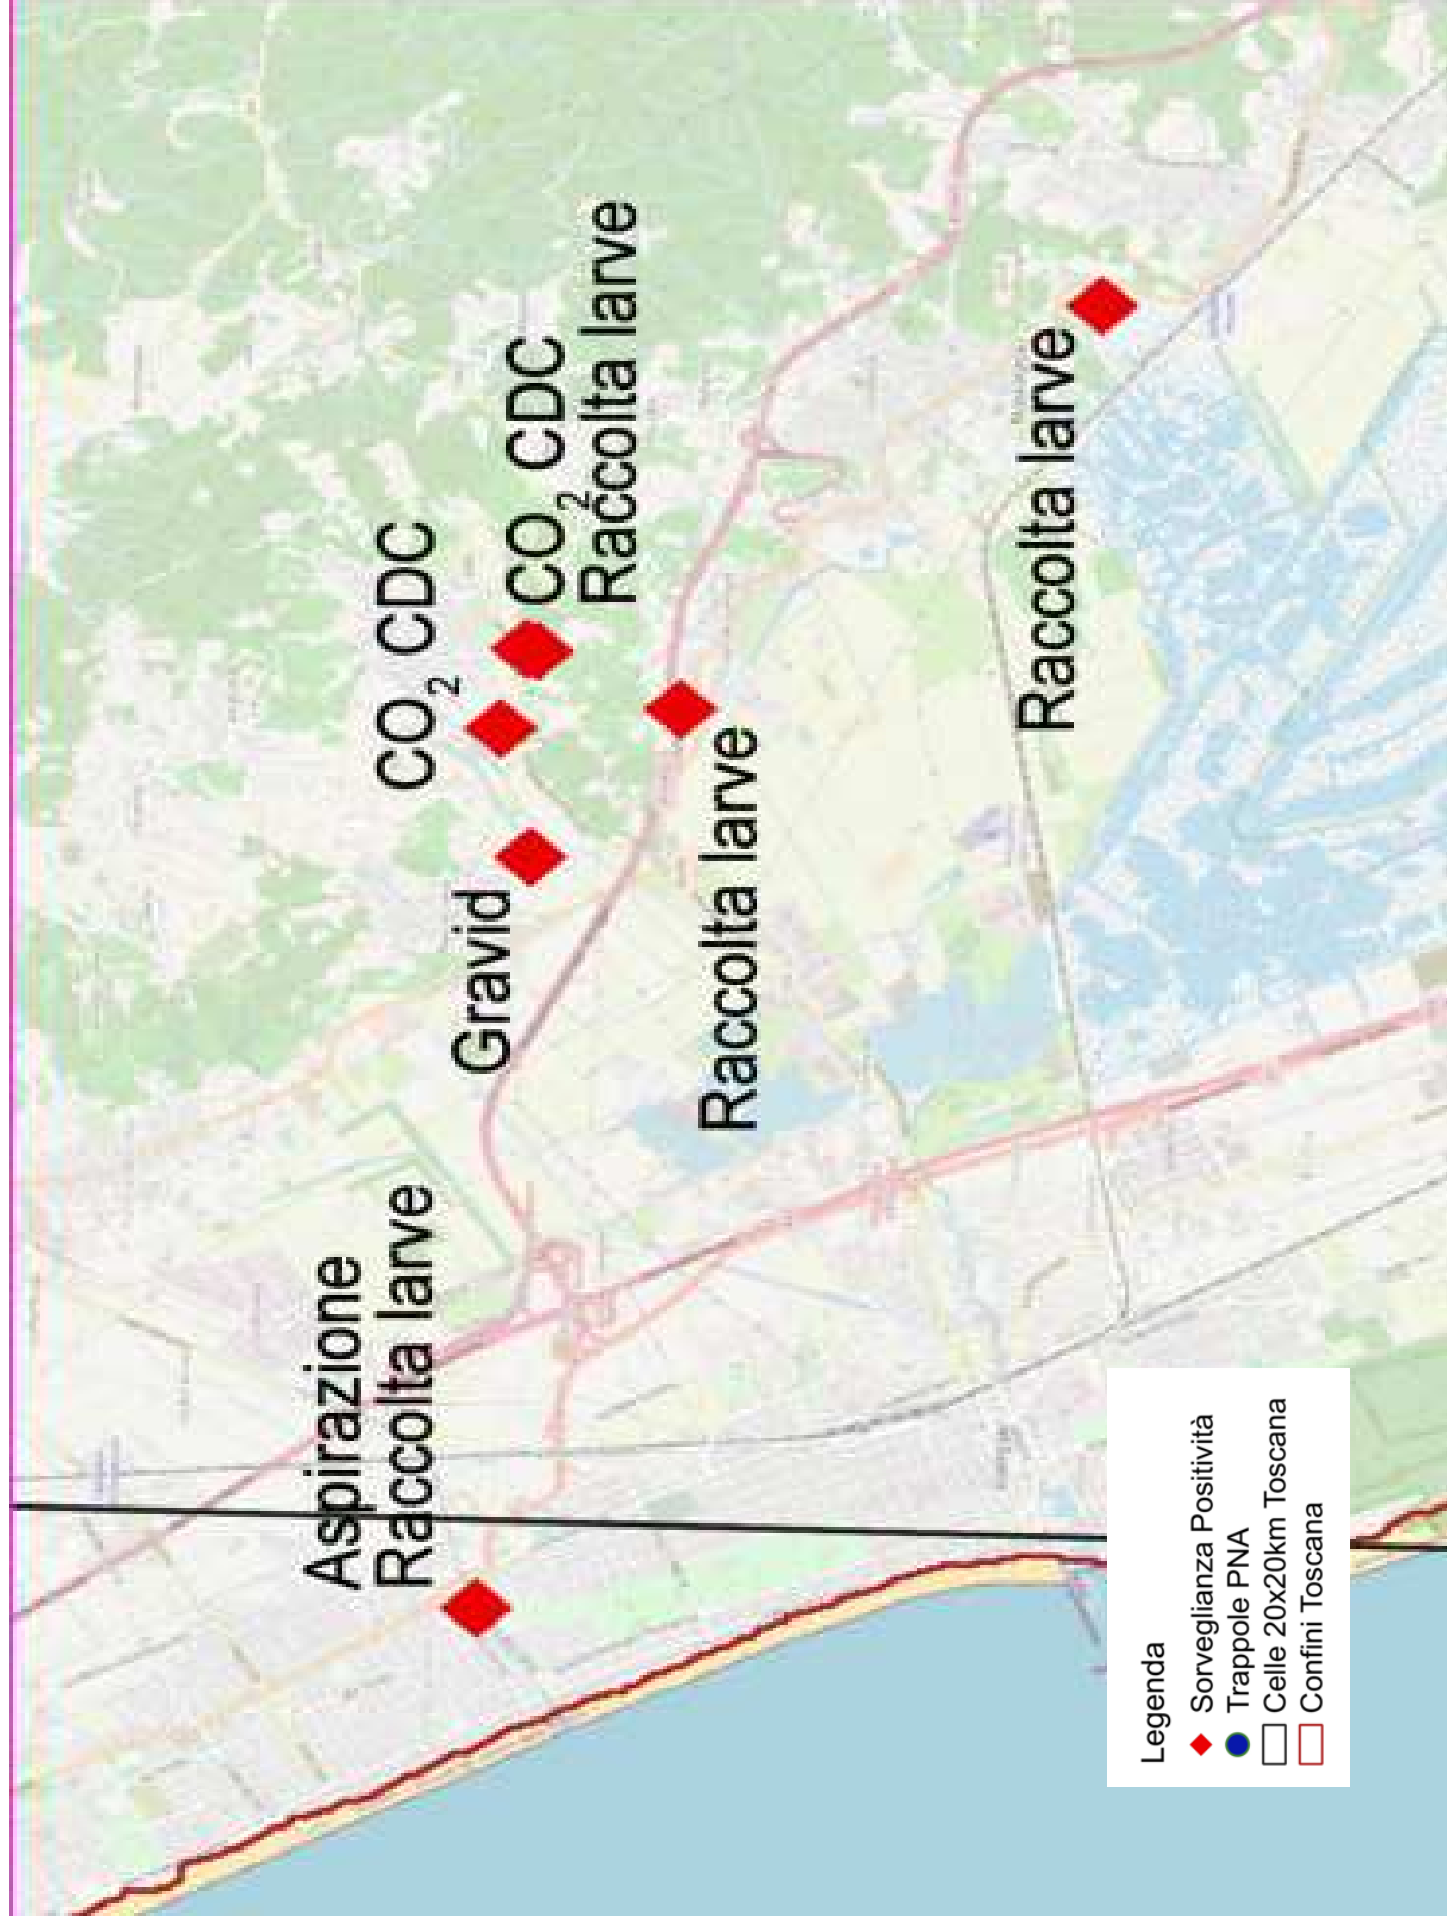 Aspirazione
Raccolta larve
CO₂ CDC
Gravid
CO₂ CDC
Raccolta larve
Raccolta larve
Raccolta larve
Legenda
Sorveglianza Positività
Trappole PNA
Celle 20x20km Toscana
Confini Toscana